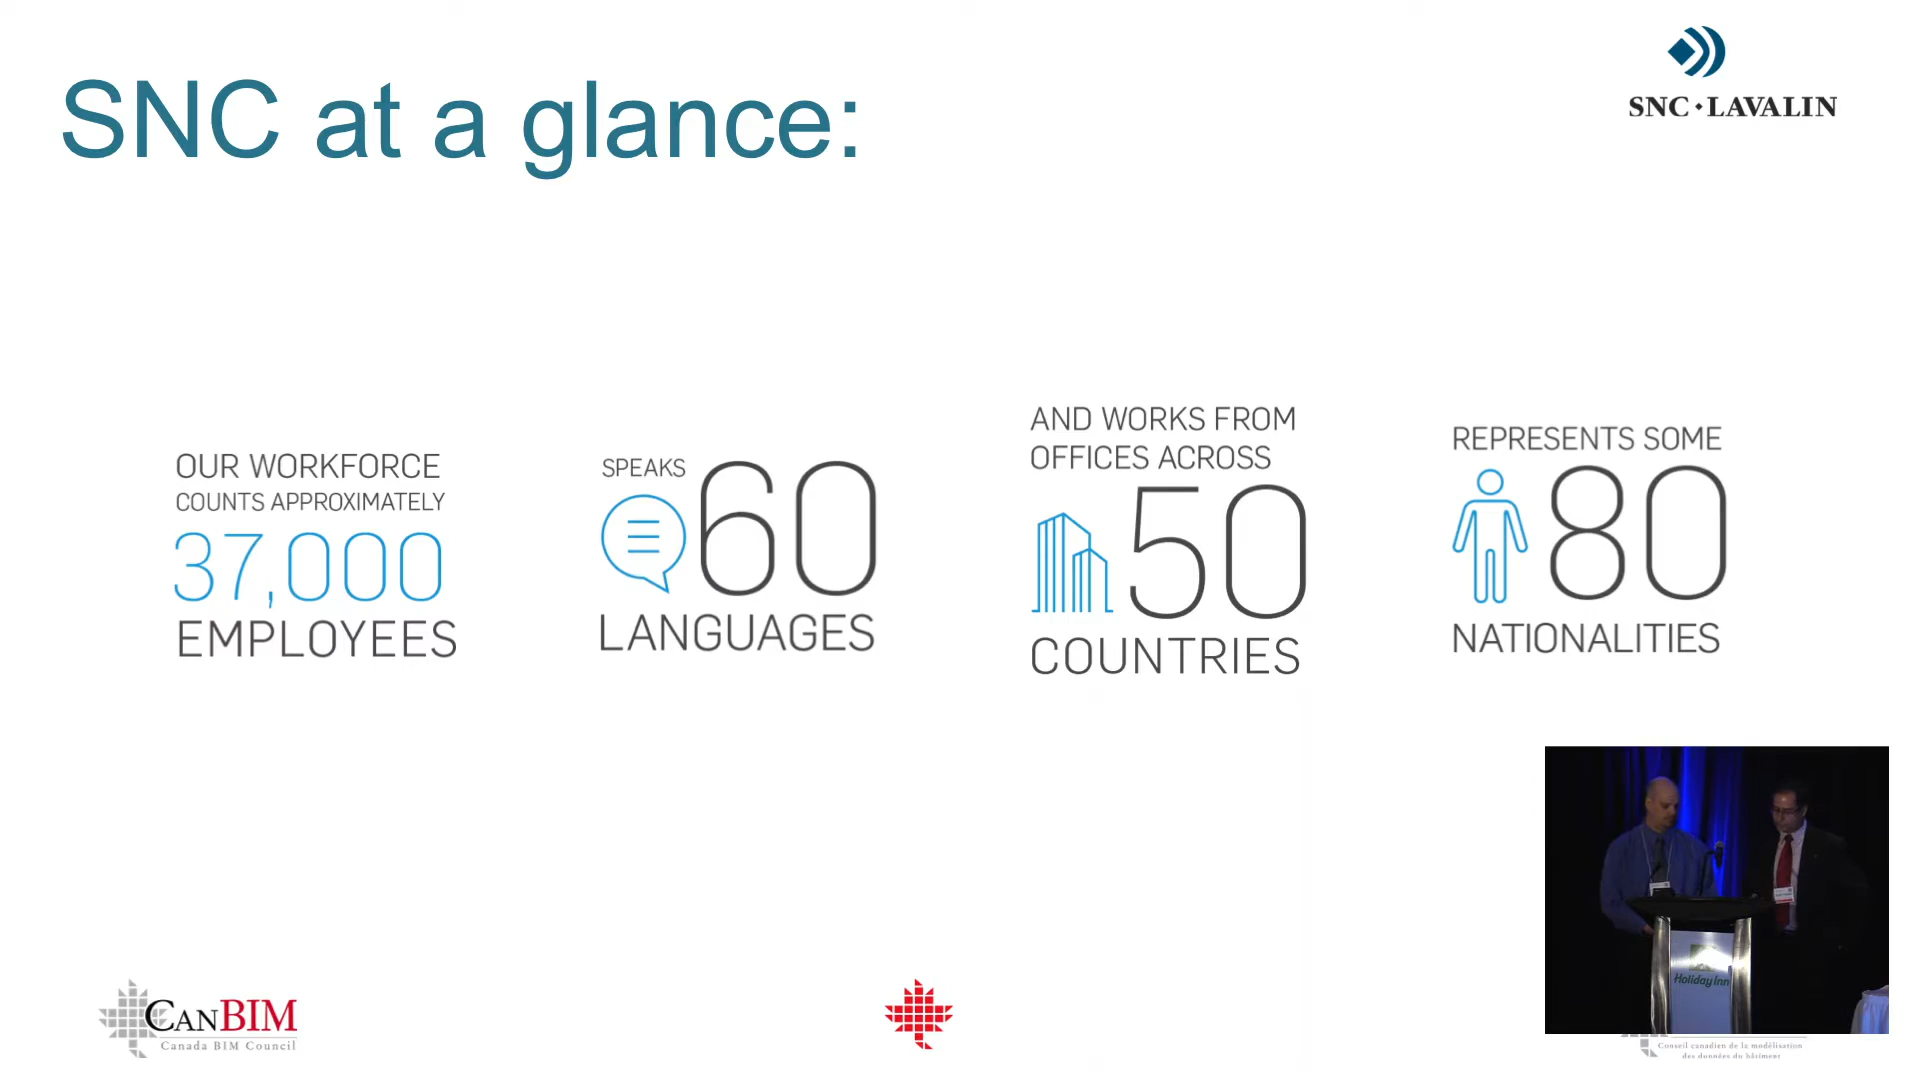 SNC at a glance:
SNC • LAVALIN
OUR WORKFORCE
COUNTS APPROXIMATELY
37,000
EMPLOYEES
SPEAKS
60
LANGUAGES
AND WORKS FROM
OFFICES ACROSS
50
COUNTRIES
REPRESENTS SOME
80
NATIONALITIES
Holiday Inn
CANBIM
Canada BIM Council
Conseil canadien de la modélisation
des données du bâtiment